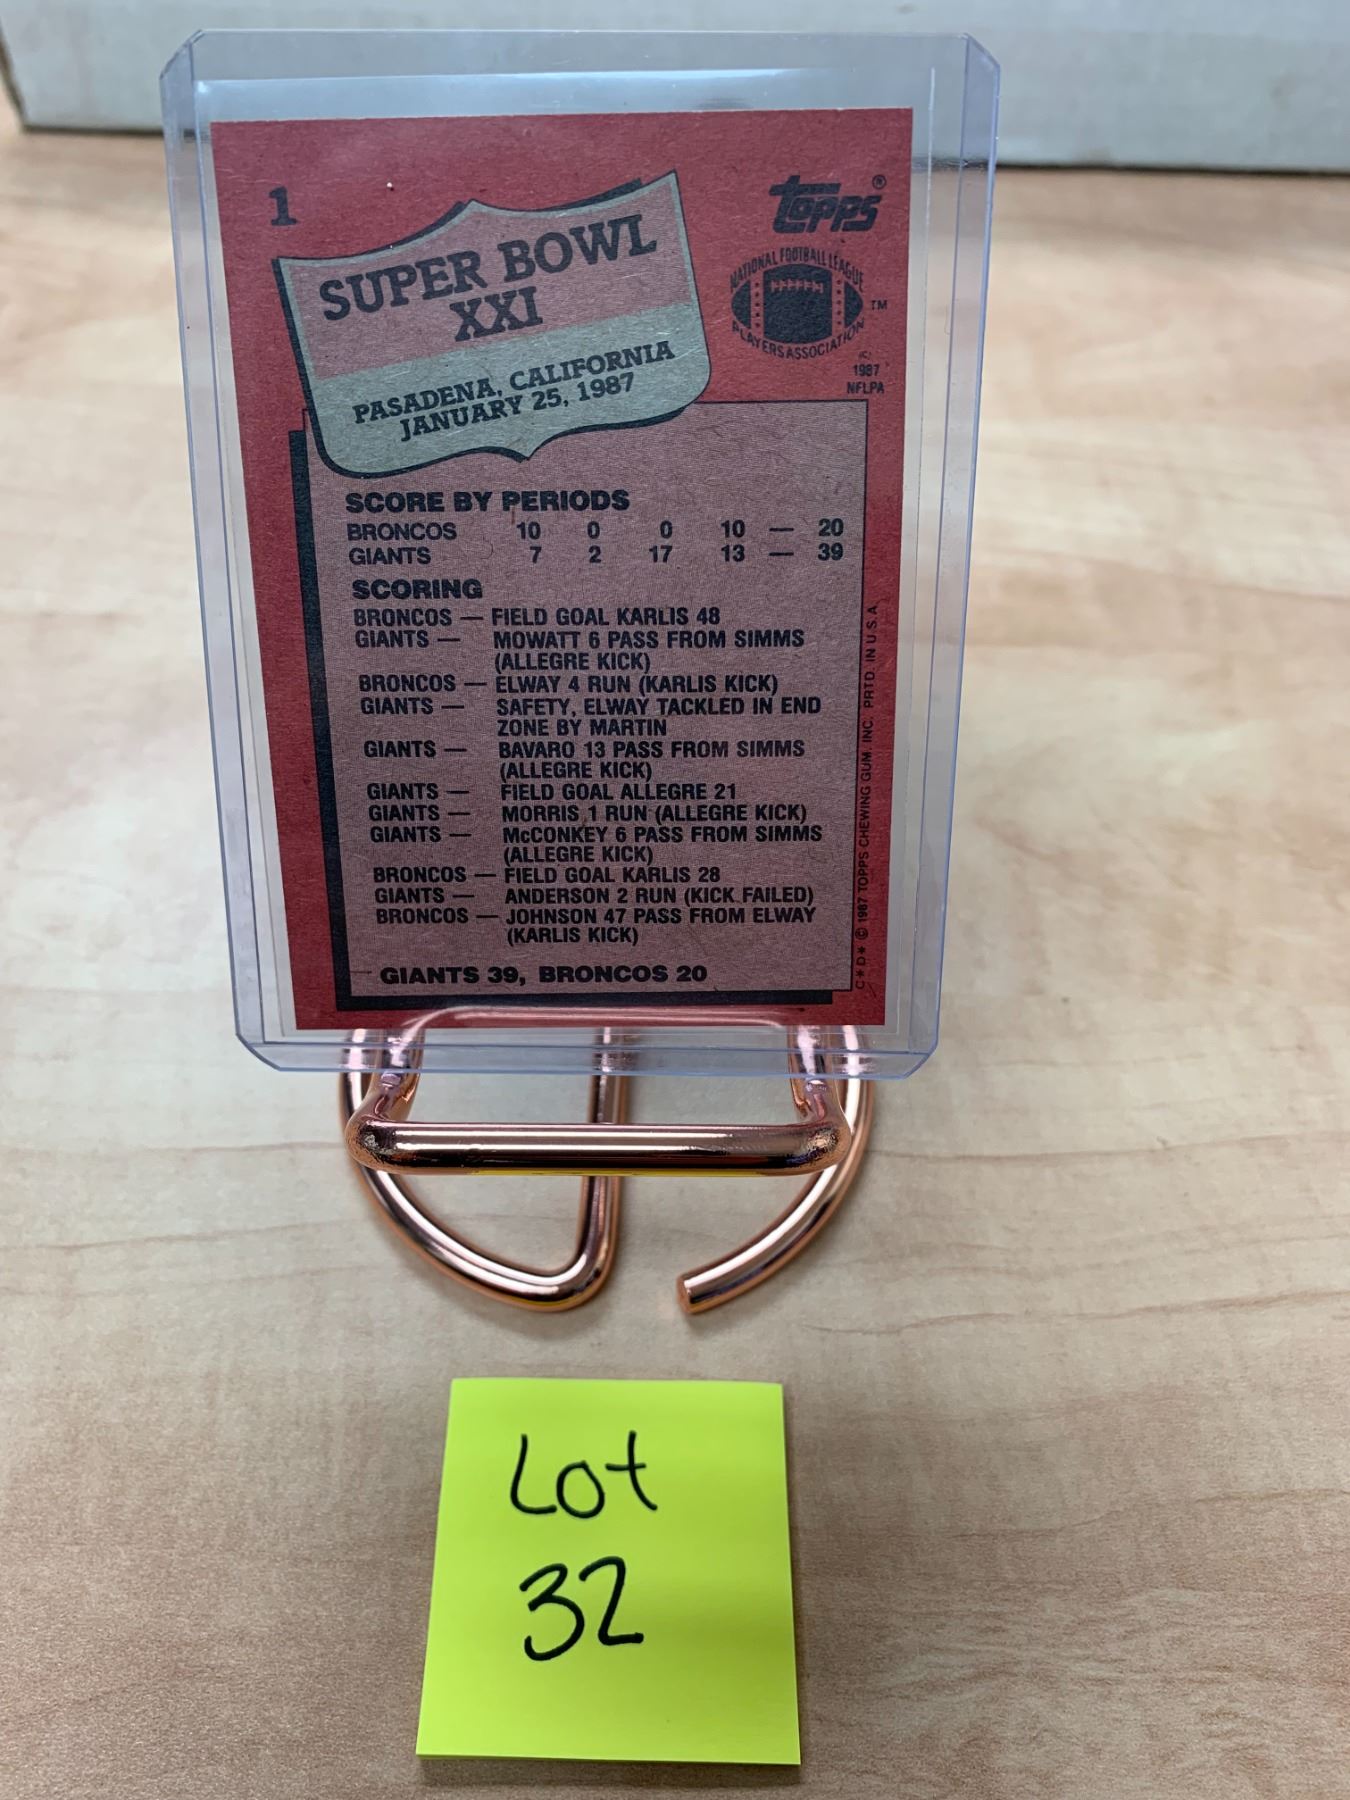 1
topps®
SUPER BOWL
XXI
PASADENA, CALIFORNIA
JANUARY 25, 1987
NATIONAL FOOTBALL LEAGUE
PLAYERS ASSOCIATION
TM
(C)
1987
NFLPA
SCORE BY PERIODS
BRONCOS 10 0 0 10 — 20
GIANTS 7 2 17 13 — 39
SCORING
BRONCOS — FIELD GOAL KARLIS 48
GIANTS — MOWATT 6 PASS FROM SIMMS
(ALLEGRE KICK)
BRONCOS — ELWAY 4 RUN (KARLIS KICK)
GIANTS — SAFETY, ELWAY TACKLED IN END
ZONE BY MARTIN
GIANTS — BAVARO 13 PASS FROM SIMMS
(ALLEGRE KICK)
GIANTS — FIELD GOAL ALLEGRE 21
GIANTS — MORRIS 1 RUN (ALLEGRE KICK)
GIANTS — McCONKEY 6 PASS FROM SIMMS
(ALLEGRE KICK)
BRONCOS — FIELD GOAL KARLIS 28
GIANTS — ANDERSON 2 RUN (KICK FAILED)
BRONCOS — JOHNSON 47 PASS FROM ELWAY
(KARLIS KICK)
GIANTS 39, BRONCOS 20
C*D* © 1987 TOPPS CHEWING GUM, INC. PRTD. IN U.S.A.
Lot
32